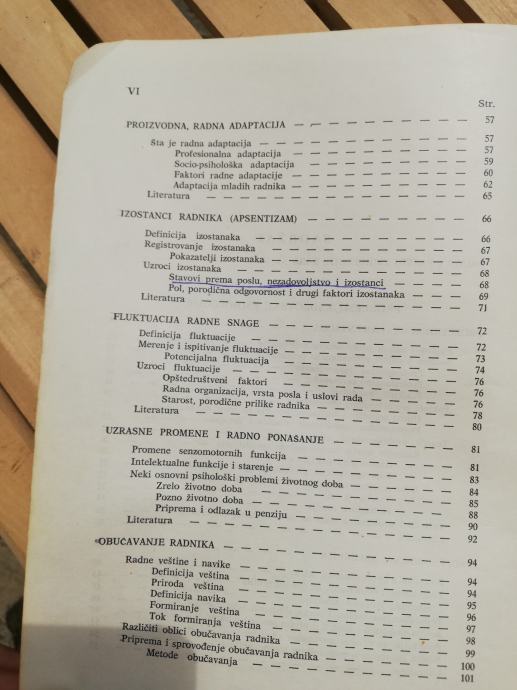 VI
Str.
PROIZVODNA, RADNA ADAPTACIJA — — — — — — — — 57
Sta je radna adaptacija — — — — — — — — — 57
Profesionalna adaptacija — — — — — — — — 57
Socio-psihološka adaptacija — — — — — — — 59
Faktori radne adaptacije — — — — — — — — 60
Adaptacija mladih radnika — — — — — — — 62
Literatura — — — — — — — — — — — — 65
IZOSTANCI RADNIKA (APSENTIZAM) — — — — — — — 66
Definicija izostanaka — — — — — — — — — 66
Registrovanje izostanaka — — — — — — — — 67
Pokazatelji izostanaka — — — — — — — — 67
Uzroci izostanaka — — — — — — — — — — 68
Stavovi prema poslu, nezadovoljstvo i izostanci — — — 68
Pol, porodična odgovornost i drugi faktori izostanaka — — — 69
Literatura — — — — — — — — — — — — 71
FLUKTUACIJA RADNE SNAGE — — — — — — — — — 72
Definicija fluktuacije — — — — — — — — — 72
Merenje i ispitivanje fluktuacije — — — — — — — 73
Potencijalna fluktuacija — — — — — — — — 74
Uzroci fluktuacije — — — — — — — — — — 76
Opštedruštveni faktori — — — — — — — — 76
Radna organizacija, vrsta posla i uslovi rada — — — — 76
Starost, porodične prilike radnika — — — — — — 78
Literatura — — — — — — — — — — — — 80
UZRASNE PROMENE I RADNO PONASANJE — — — — — — 81
Promene senzomotornih funkcija — — — — — — — 81
Intelektualne funkcije i starenje — — — — — — — 83
Neki osnovni psihološki problemi životnog doba — — — — 84
Zrelo životno doba — — — — — — — — — 85
Pozno životno doba — — — — — — — — — 88
Priprema i odlazak u penziju — — — — — — — 90
Literatura — — — — — — — — — — — — 92
OBUČAVANJE RADNIKA — — — — — — — — — — 94
Radne veštine i navike — — — — — — — — — 94
Definicija veština — — — — — — — — — 94
Priroda veština — — — — — — — — — — 95
Definicija navika — — — — — — — — — 96
Formiranje veština — — — — — — — — — 97
Tok formiranja veština — — — — — — — — 98
Različiti oblici obučavanja radnika — — — — — — 99
Priprema i sprovođenje obučavanja radnika — — — — — 100
Metode obučavanja — — — — — — — — — 101